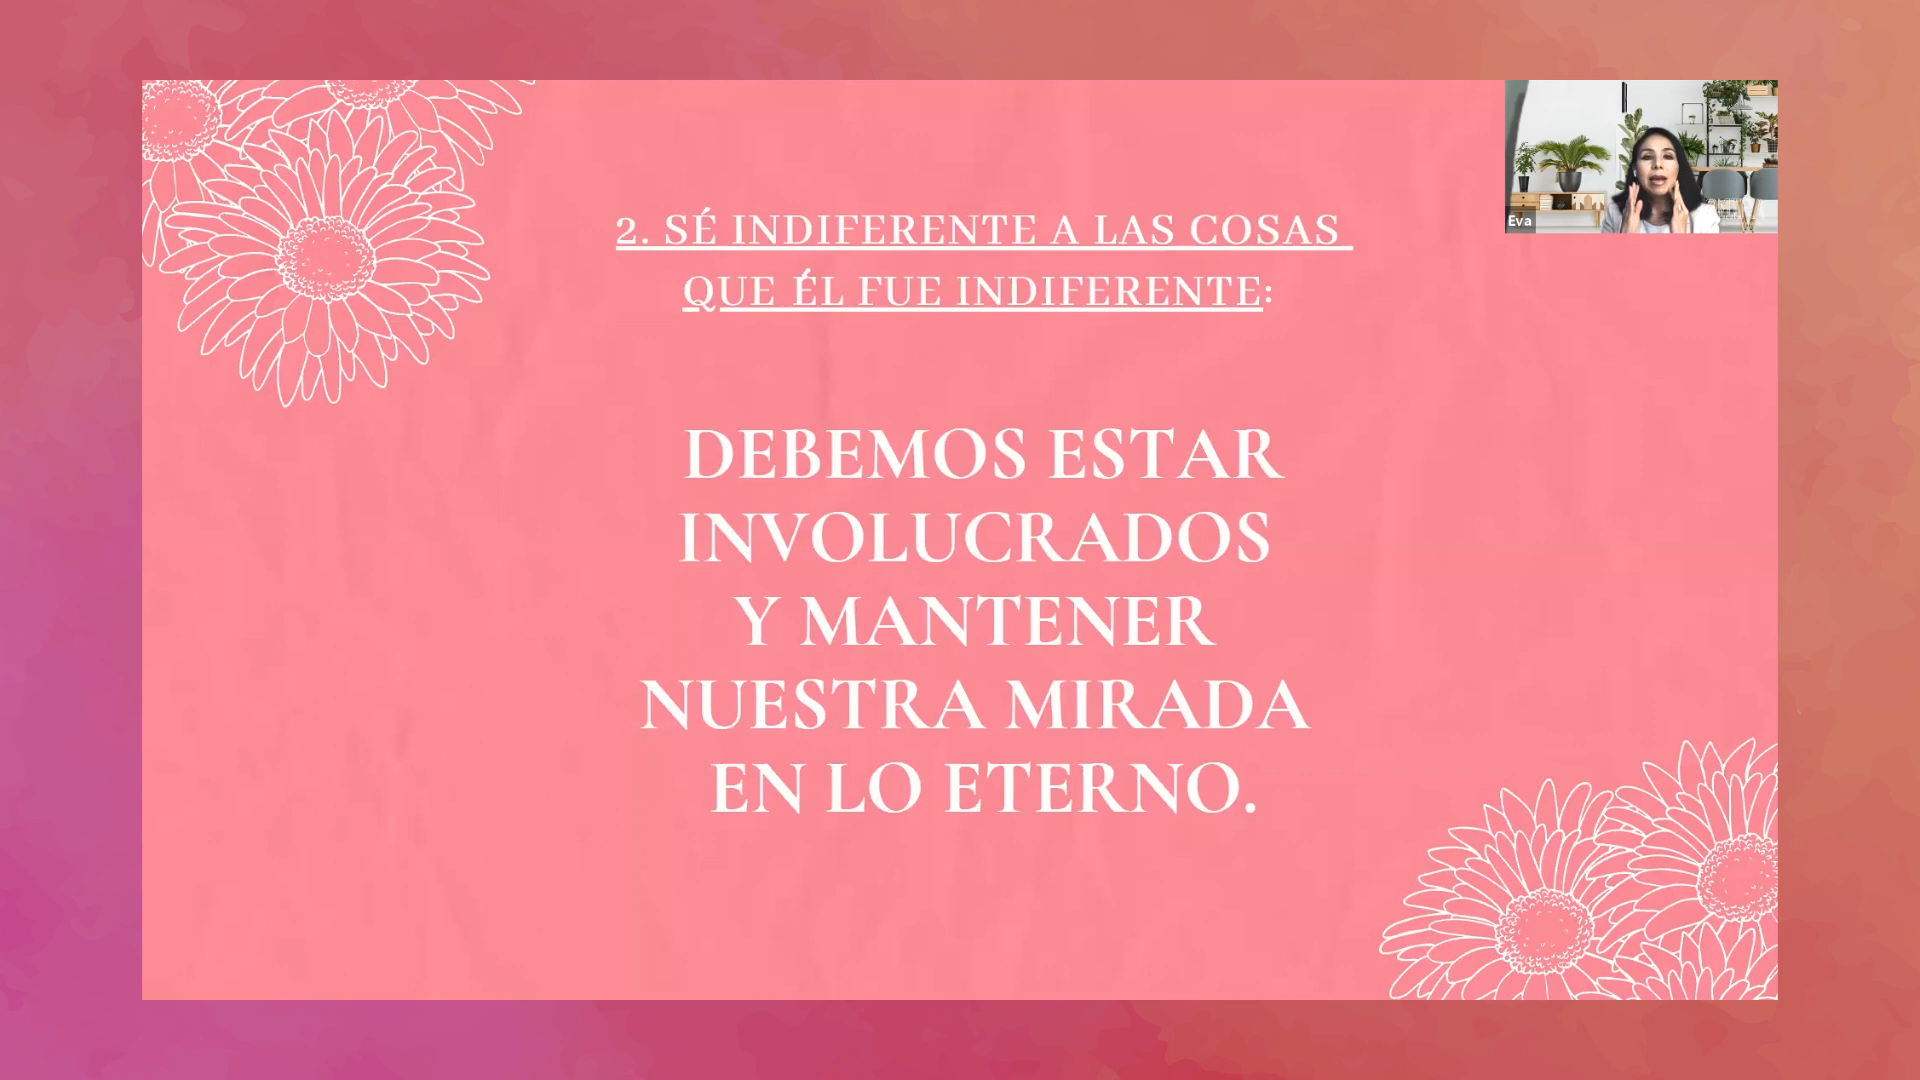 2. SÉ INDIFERENTE A LAS COSAS
QUE ÉL FUE INDIFERENTE:
DEBEMOS ESTAR
INVOLUCRADOS
Y MANTENER
NUESTRA MIRADA
EN LO ETERNO.
Eva